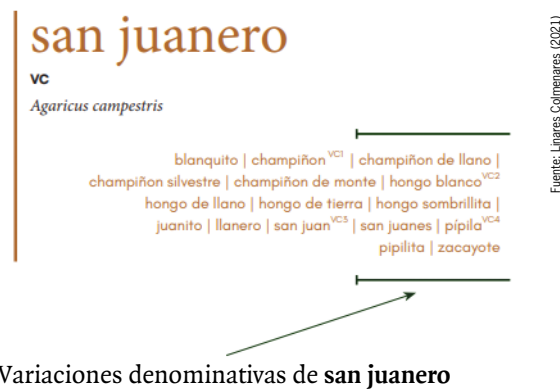 san juanero
VC
Agaricus campestris
blanquito | champiñon VC1 | champiñon de llano |
champiñon silvestre | champiñon de monte | hongo blanco VC2
hongo de llano | hongo de tierra | hongo sombrillita |
juanito | llanero | san juan VC3 | san juanes | pípila VC4
pipilita | zacayote
Variaciones denominativas de san juanero
Fuente: Linares Colmenares (2021)